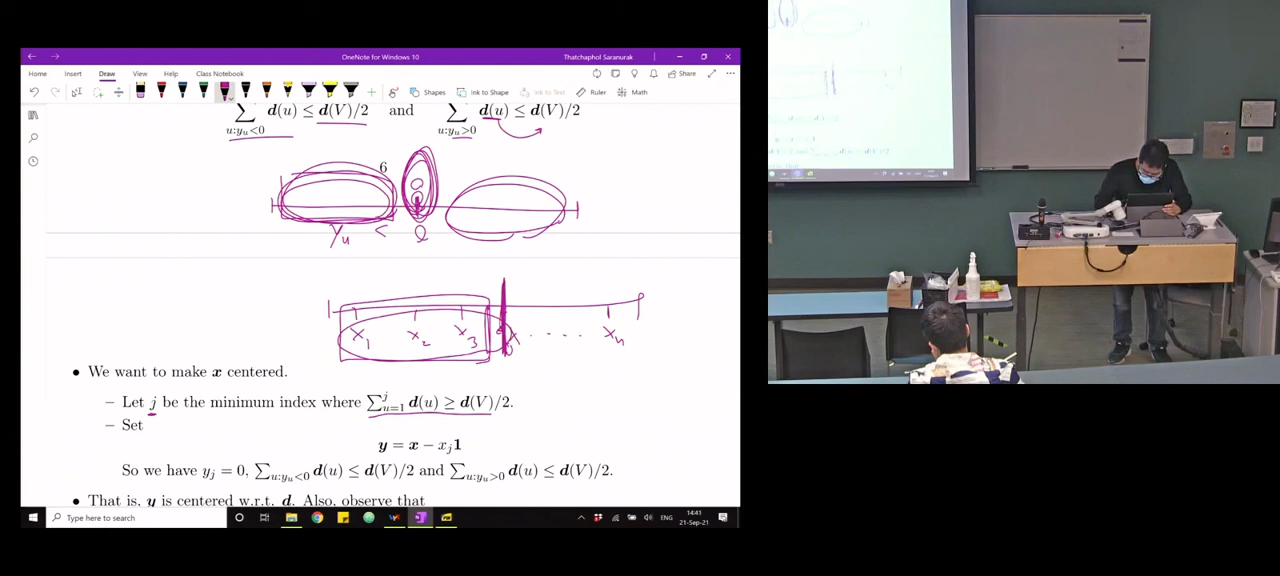 OneNote for Windows 10
Thatchaphol Saranurak
Home Insert Draw View Help Class Notebook
Share
Shapes Ink to Shape Ink to Text Ruler Math
∑ d(u) ≤ d(V)/2 and ∑ d(u) ≤ d(V)/2
u:y_u<0 u:y_u>0
6
y_u < 0
x_1 x_2 x_3 . . . . x_n
• We want to make x centered.
– Let j be the minimum index where ∑_{u=1}^{j} d(u) ≥ d(V)/2.
– Set
y = x − x_j 1
So we have y_j = 0, ∑_{u:y_u<0} d(u) ≤ d(V)/2 and ∑_{u:y_u>0} d(u) ≤ d(V)/2.
• That is, y is centered w.r.t. d. Also, observe that
Type here to search
ENG
14:41
21-Sep-21